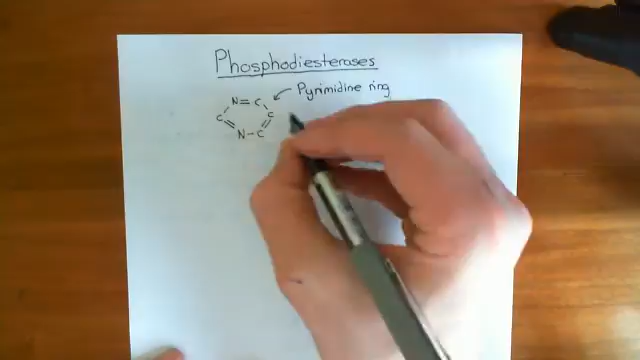 Phosphodiesterases
Pyrimidine ring
N=C
C C
N-C